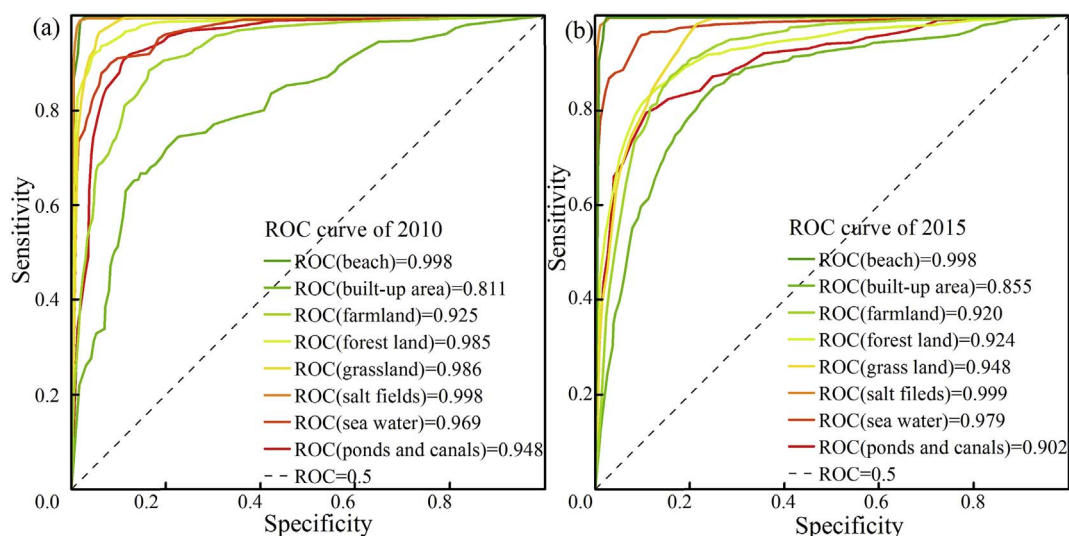 (a)
Sensitivity
0.8
0.6
0.4
0.2
0.0
0.2
0.4
0.6
0.8
Specificity
ROC curve of 2010
ROC(beach)=0.998
ROC(built-up area)=0.811
ROC(farmland)=0.925
ROC(forest land)=0.985
ROC(grassland)=0.986
ROC(salt fields)=0.998
ROC(sea water)=0.969
ROC(ponds and canals)=0.948
ROC=0.5
(b)
Sensitivity
0.8
0.6
0.4
0.2
0.0
0.2
0.4
0.6
0.8
Specificity
ROC curve of 2015
ROC(beach)=0.998
ROC(built-up area)=0.855
ROC(farmland)=0.920
ROC(forest land)=0.924
ROC(grass land)=0.948
ROC(salt fileds)=0.999
ROC(sea water)=0.979
ROC(ponds and canals)=0.902
ROC=0.5